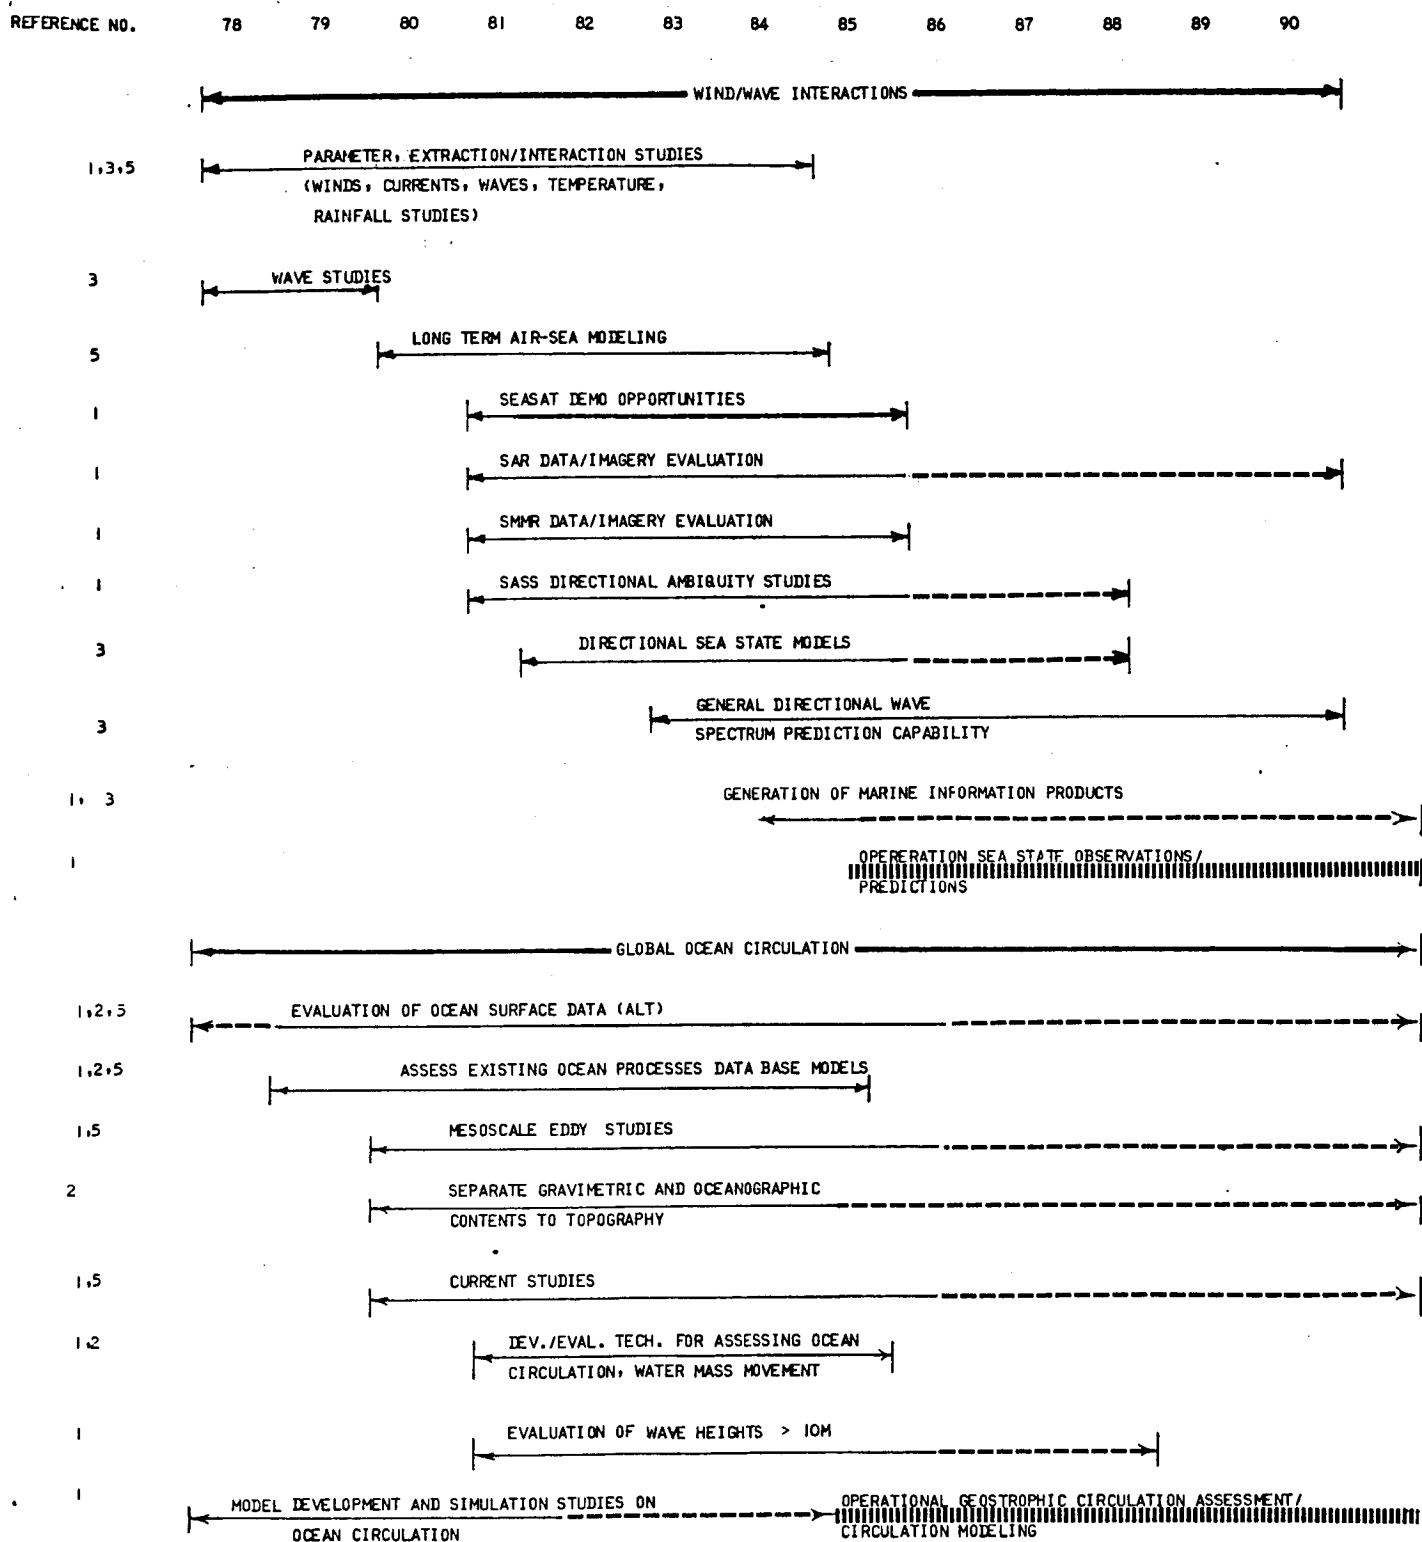 REFERENCE NO. 78 79 80 81 82 83 84 85 86 87 88 89 90
WIND/WAVE INTERACTIONS
1,3,5 PARAMETER, EXTRACTION/INTERACTION STUDIES
(WINDS, CURRENTS, WAVES, TEMPERATURE,
RAINFALL STUDIES)
3 WAVE STUDIES
5 LONG TERM AIR-SEA MODELING
1 SEASAT DEMO OPPORTUNITIES
1 SAR DATA/IMAGERY EVALUATION
1 SMMR DATA/IMAGERY EVALUATION
1 SASS DIRECTIONAL AMBIQUITY STUDIES
3 DIRECTIONAL SEA STATE MODELS
3 GENERAL DIRECTIONAL WAVE
SPECTRUM PREDICTION CAPABILITY
1, 3 GENERATION OF MARINE INFORMATION PRODUCTS
1 OPERERATION SEA STATE OBSERVATIONS/
PREDICTIONS
GLOBAL OCEAN CIRCULATION
1,2,5 EVALUATION OF OCEAN SURFACE DATA (ALT)
1,2,5 ASSESS EXISTING OCEAN PROCESSES DATA BASE MODELS
1,5 MESOSCALE EDDY STUDIES
2 SEPARATE GRAVIMETRIC AND OCEANOGRAPHIC
CONTENTS TO TOPOGRAPHY
1,5 CURRENT STUDIES
1,2 DEV./EVAL. TECH. FOR ASSESSING OCEAN
CIRCULATION, WATER MASS MOVEMENT
1 EVALUATION OF WAVE HEIGHTS > 10M
1 MODEL DEVELOPMENT AND SIMULATION STUDIES ON
OCEAN CIRCULATION
OPERATIONAL GEOSTROPHIC CIRCULATION ASSESSMENT/
CIRCULATION MODELING